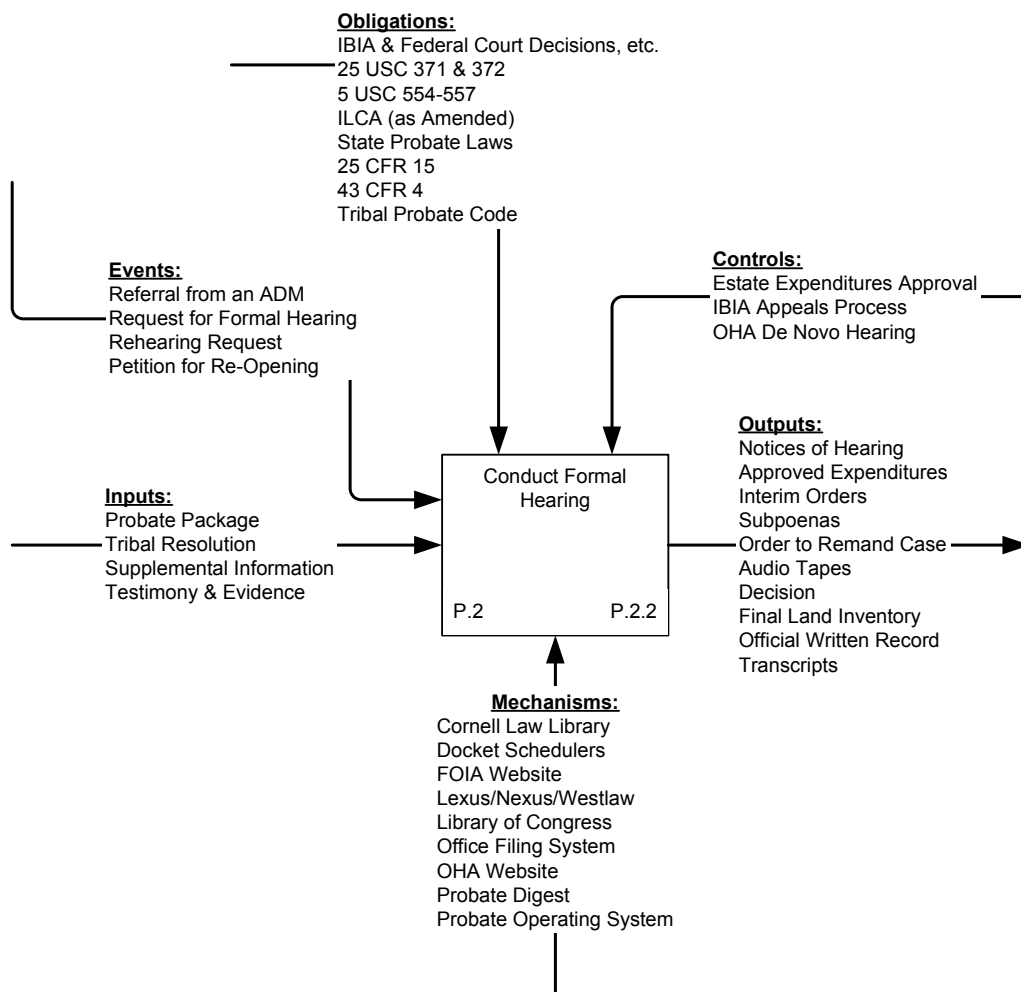 Obligations:
IBIA & Federal Court Decisions, etc.
25 USC 371 & 372
5 USC 554-557
ILCA (as Amended)
State Probate Laws
25 CFR 15
43 CFR 4
Tribal Probate Code
Events:
Referral from an ADM
Request for Formal Hearing
Rehearing Request
Petition for Re-Opening
Controls:
Estate Expenditures Approval
IBIA Appeals Process
OHA De Novo Hearing
Inputs:
Probate Package
Tribal Resolution
Supplemental Information
Testimony & Evidence
Conduct Formal
Hearing
P.2
P.2.2
Outputs:
Notices of Hearing
Approved Expenditures
Interim Orders
Subpoenas
Order to Remand Case
Audio Tapes
Decision
Final Land Inventory
Official Written Record
Transcripts
Mechanisms:
Cornell Law Library
Docket Schedulers
FOIA Website
Lexus/Nexus/Westlaw
Library of Congress
Office Filing System
OHA Website
Probate Digest
Probate Operating System